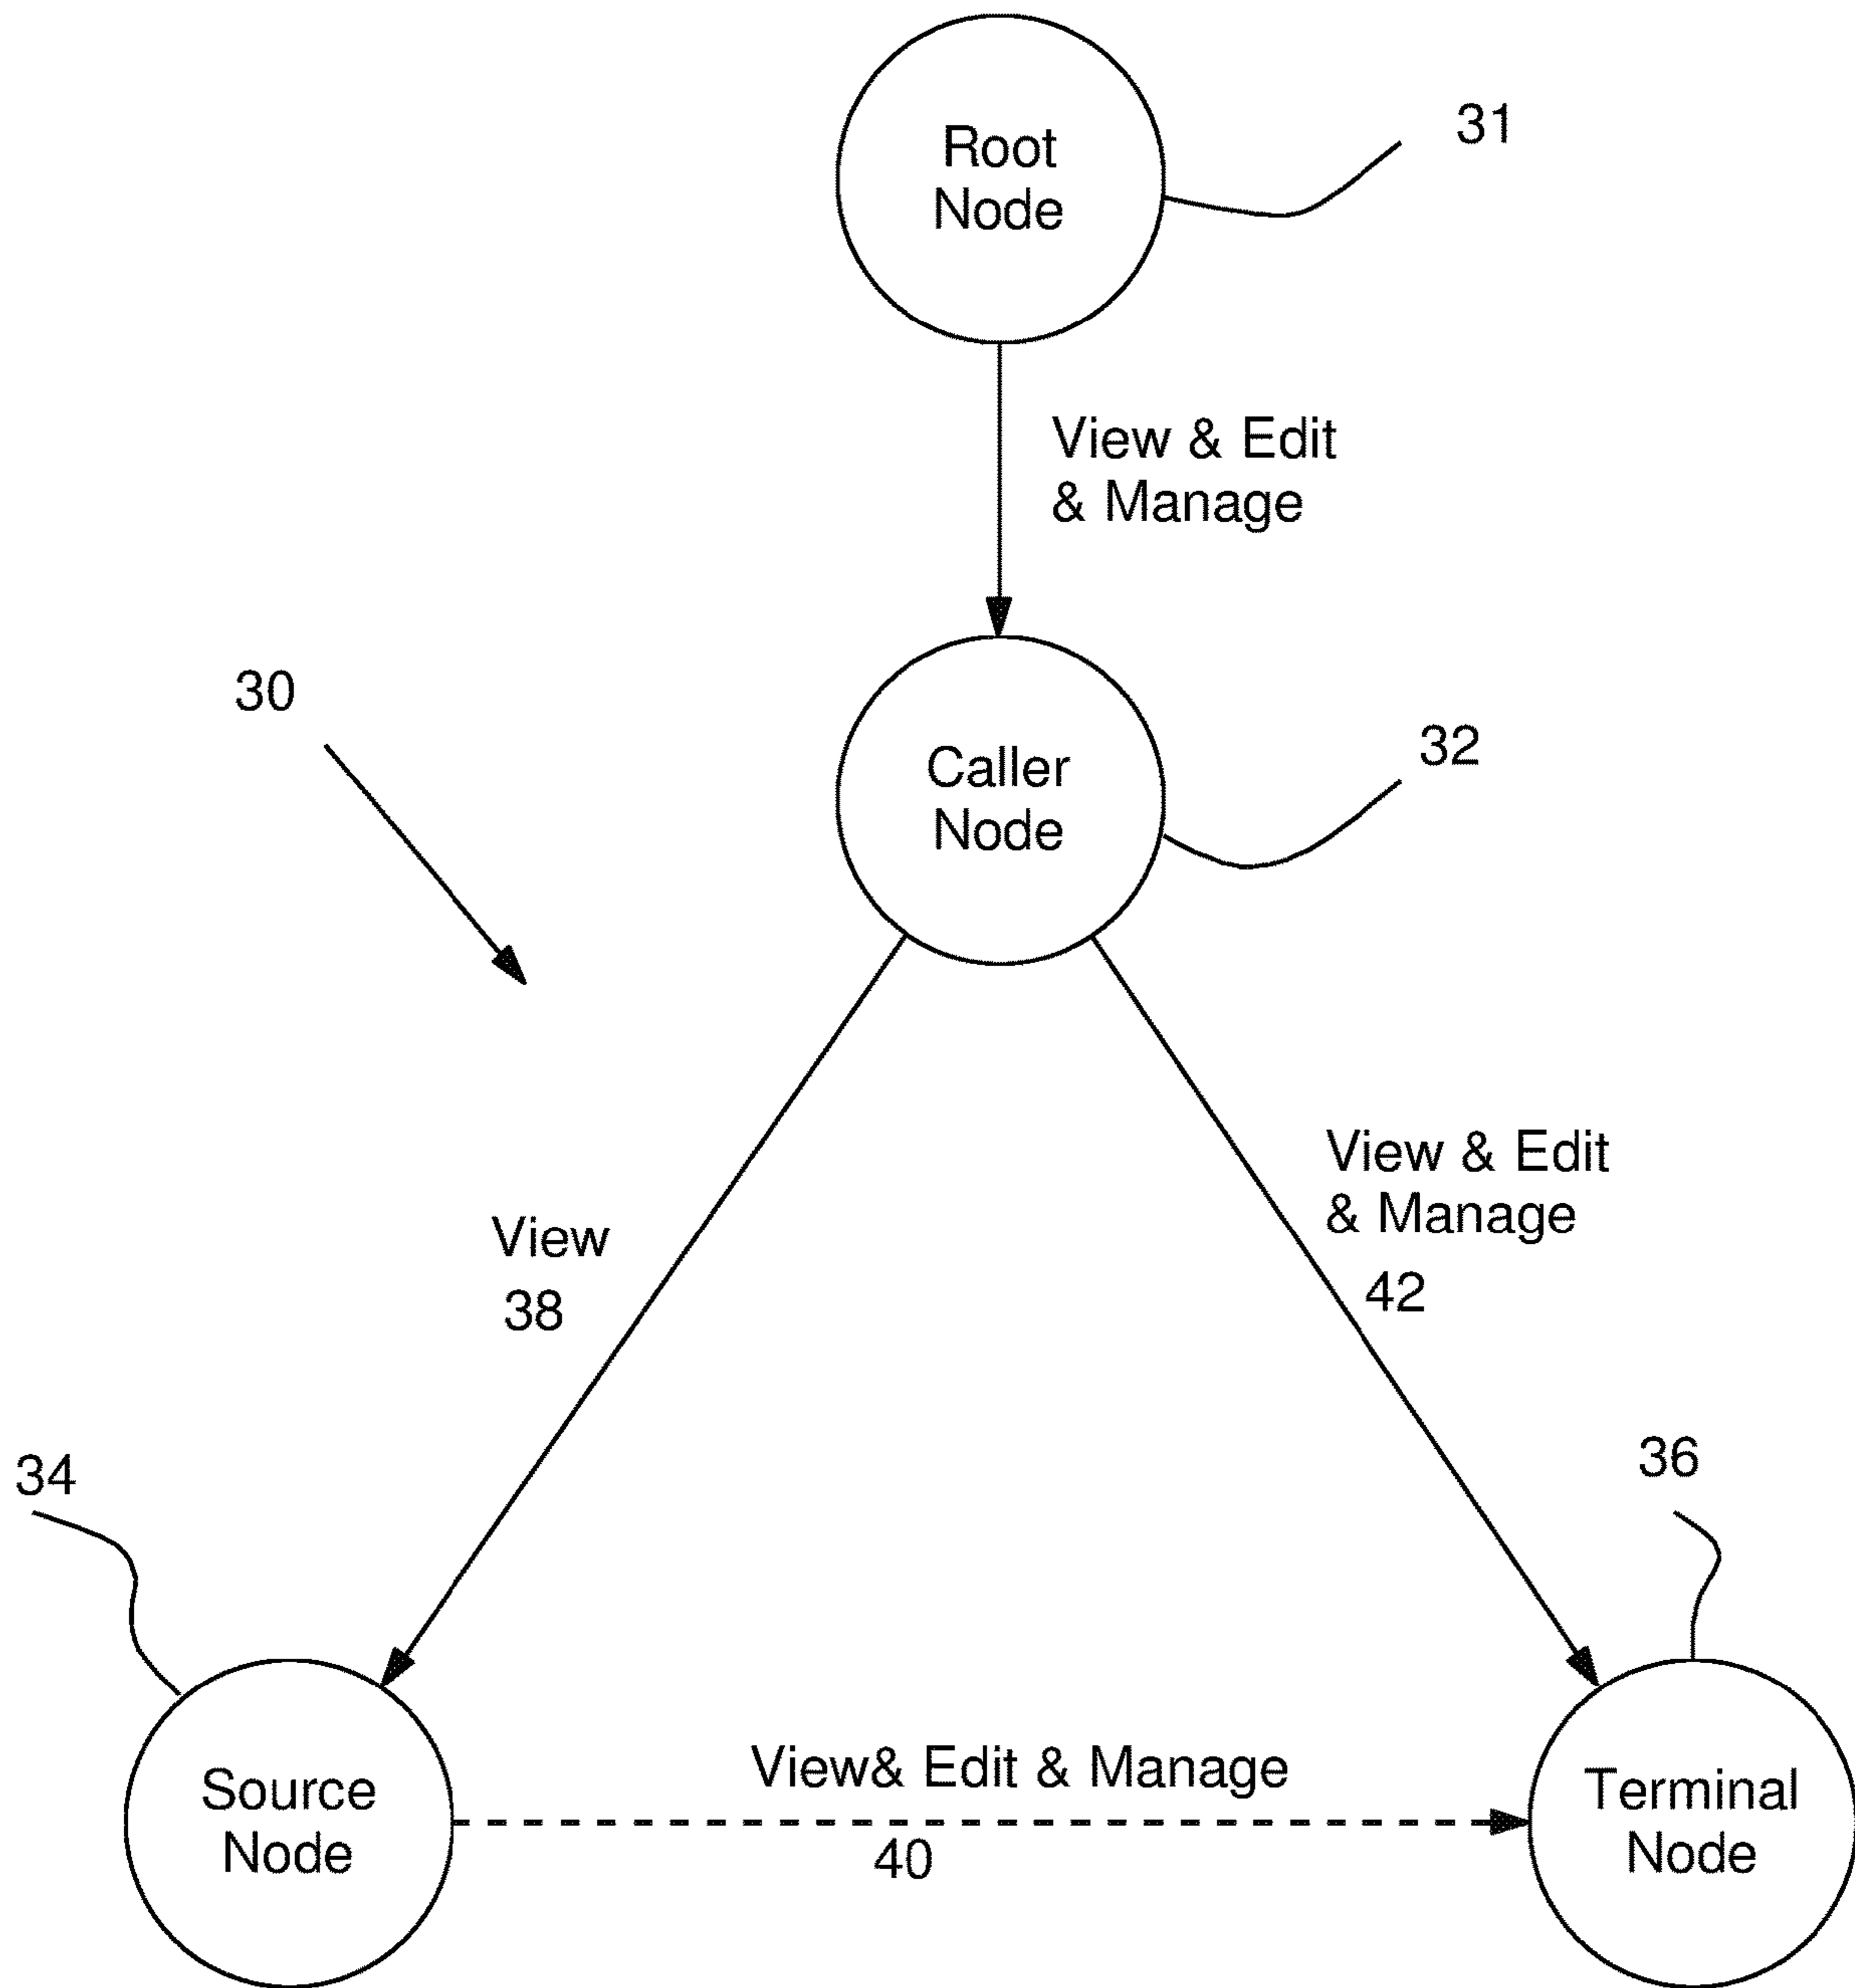 Root
Node
31
View & Edit
& Manage
30
Caller
Node
32
View & Edit
& Manage
42
View
38
34
36
Source
Node
View& Edit & Manage
40
Terminal
Node